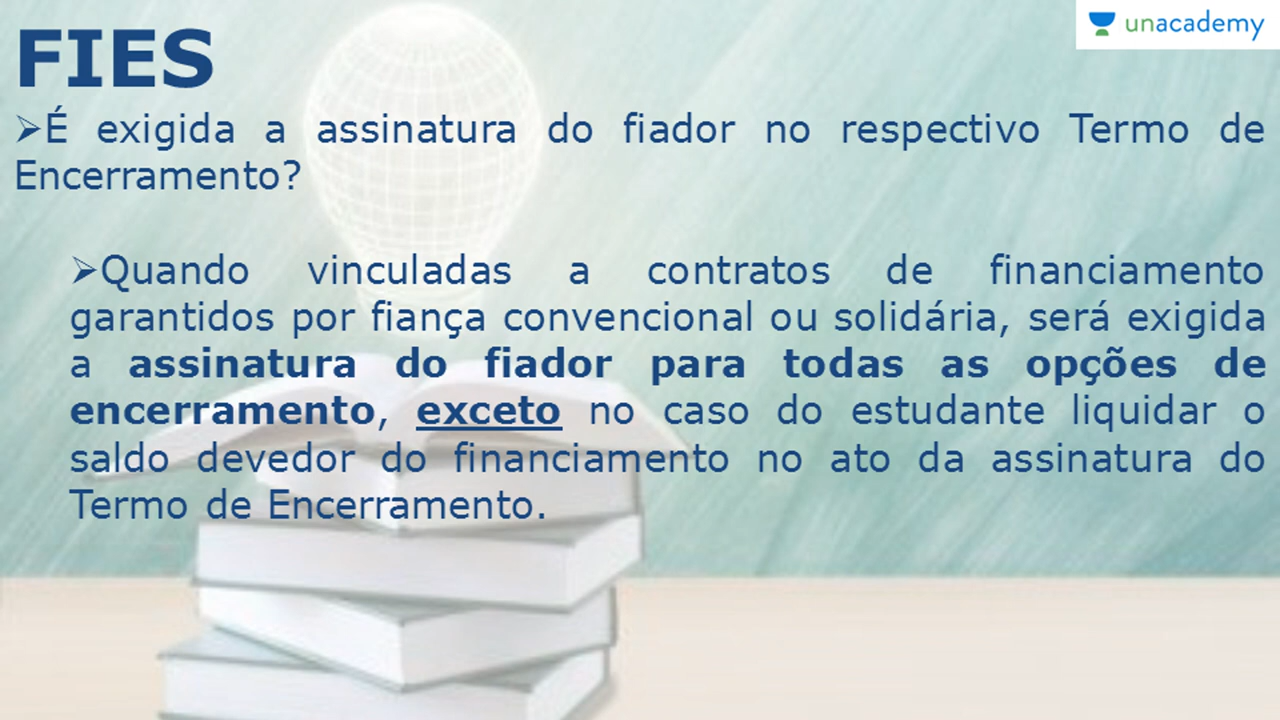 unacademy
FIES
➢É exigida a assinatura do fiador no respectivo Termo de
Encerramento?
➢Quando vinculadas a contratos de financiamento
garantidos por fiança convencional ou solidária, será exigida
a assinatura do fiador para todas as opções de
encerramento, exceto no caso do estudante liquidar o
saldo devedor do financiamento no ato da assinatura do
Termo de Encerramento.